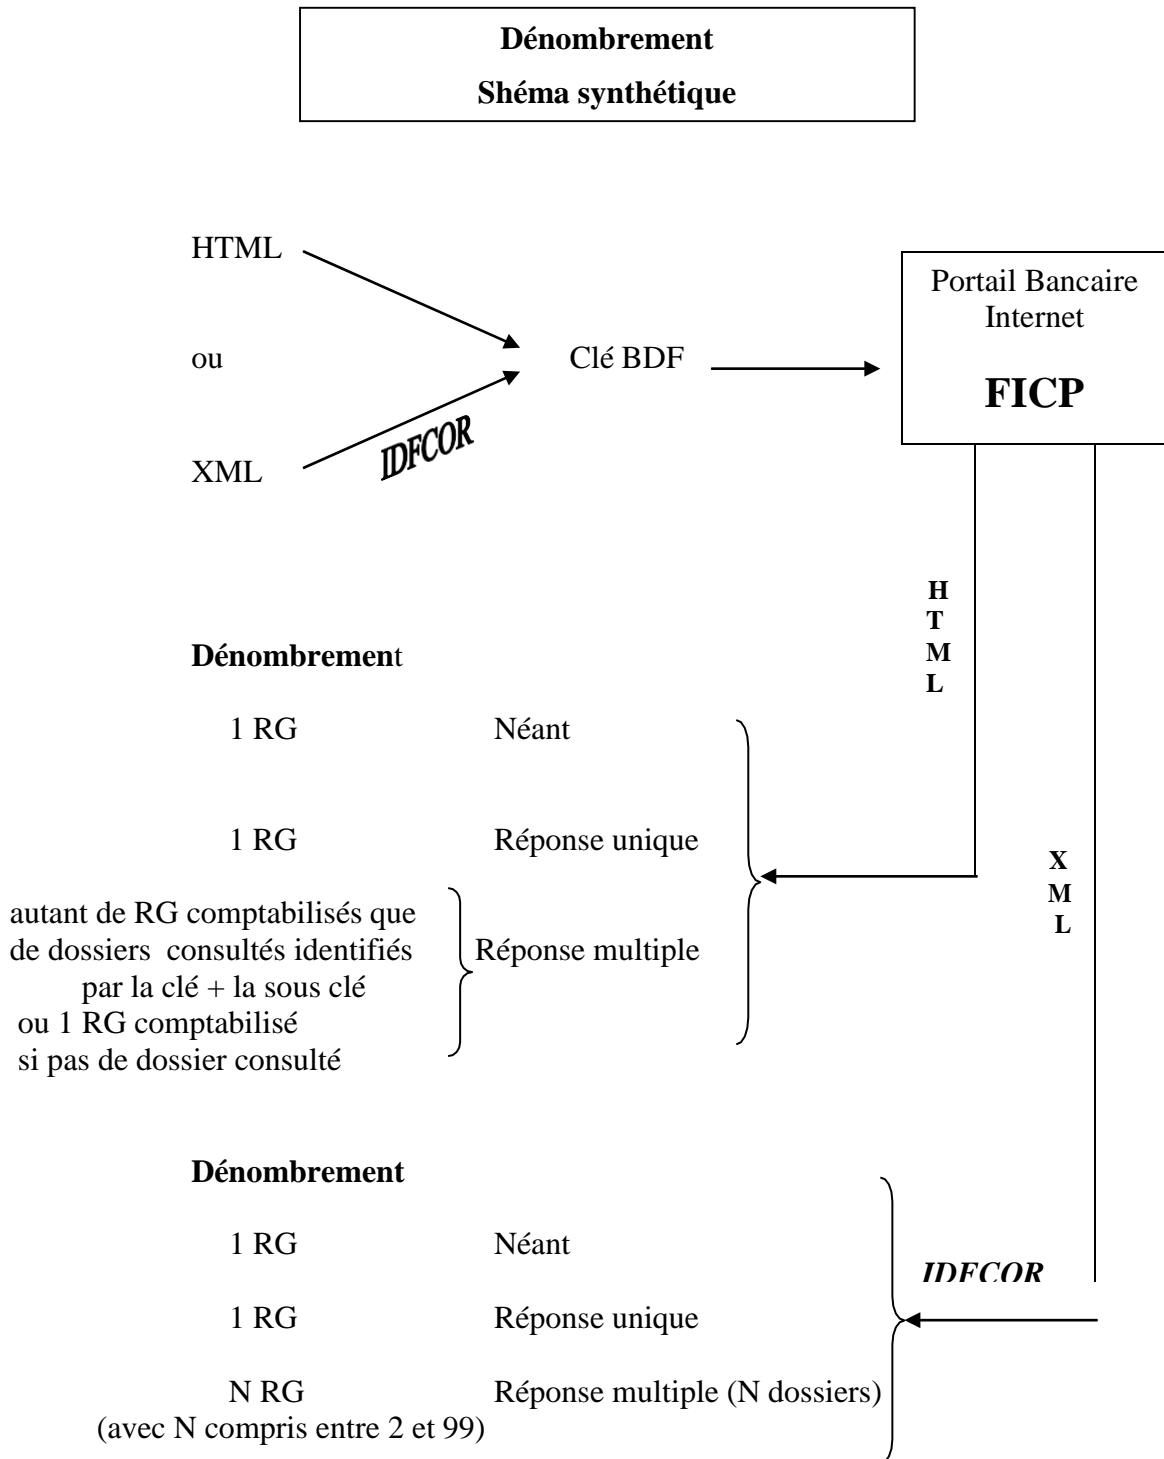 Dénombrement
Shéma synthétique
HTML
ou
XML
IDFCOR
Clé BDF
Portail Bancaire
Internet
FICP
HTML
XML
Dénombrement
1 RG Néant
1 RG Réponse unique
autant de RG comptabilisés que
de dossiers consultés identifiés
par la clé + la sous clé
ou 1 RG comptabilisé
si pas de dossier consulté
Réponse multiple
Dénombrement
1 RG Néant
IDFCOR
1 RG Réponse unique
N RG Réponse multiple (N dossiers)
(avec N compris entre 2 et 99)